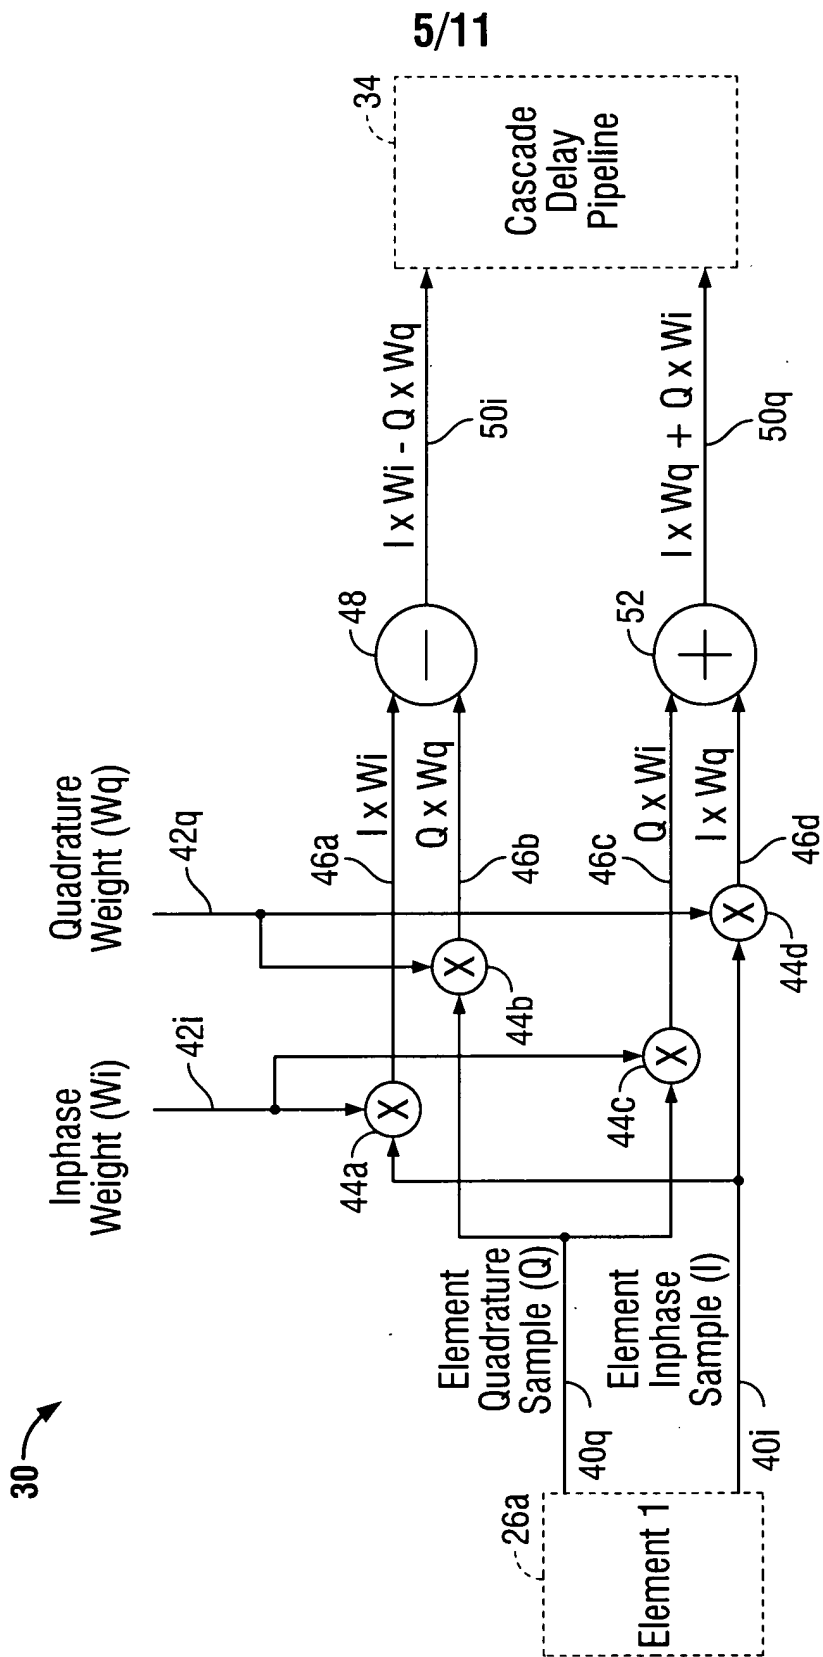 5/11
30
Inphase
Weight (Wi)
42i
Quadrature
Weight (Wq)
42q
26a
Element 1
40q
40i
Element
Quadrature
Sample (Q)
Element
Inphase
Sample (I)
44a
X
44b
X
44c
X
44d
X
46a
I x Wi
46b
Q x Wq
46c
Q x Wi
46d
I x Wq
48
−
52
+
I x Wi - Q x Wq
50i
I x Wq + Q x Wi
50q
34
Cascade
Delay
Pipeline